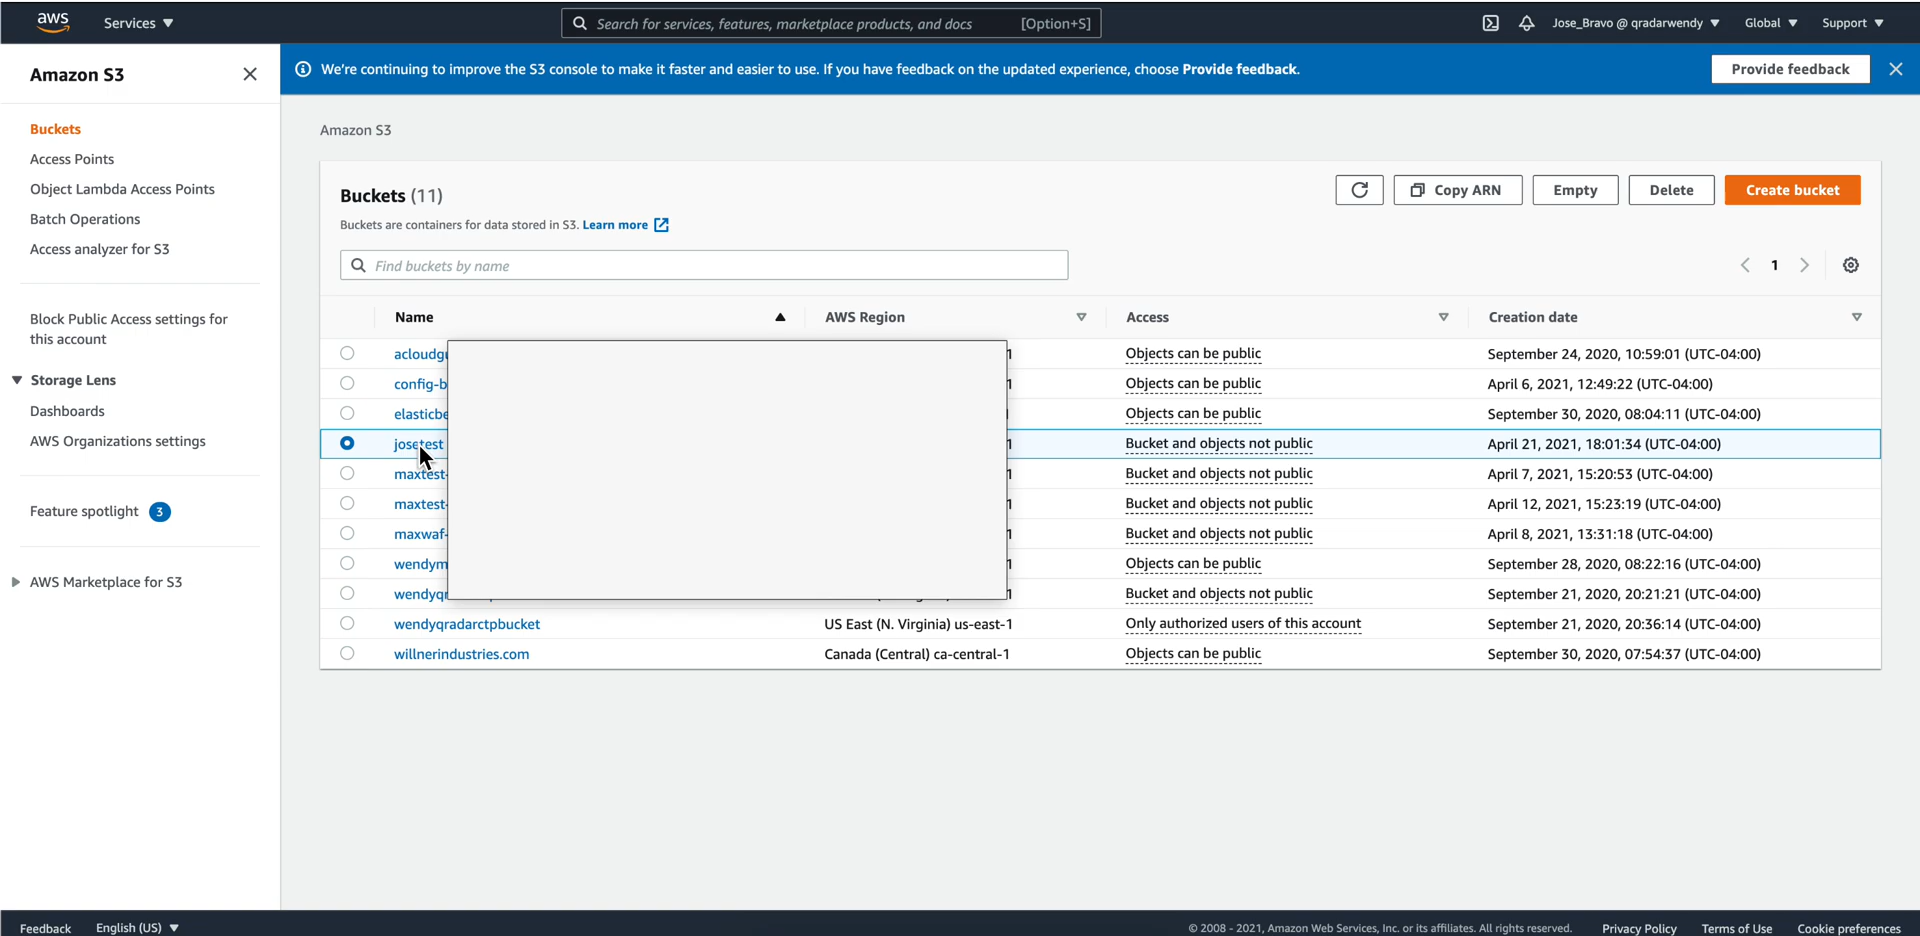 aws Services Search for services, features, marketplace products, and docs [Option+S] Jose_Bravo @ qradarwendy Global Support
Amazon S3
We're continuing to improve the S3 console to make it faster and easier to use. If you have feedback on the updated experience, choose Provide feedback. Provide feedback
Buckets
Access Points
Object Lambda Access Points
Batch Operations
Access analyzer for S3
Block Public Access settings for
this account
Storage Lens
Dashboards
AWS Organizations settings
Feature spotlight 3
AWS Marketplace for S3
Amazon S3
Buckets (11) Copy ARN Empty Delete Create bucket
Buckets are containers for data stored in S3. Learn more
Find buckets by name 1
Name AWS Region Access Creation date
1 Objects can be public September 24, 2020, 10:59:01 (UTC-04:00)
config-b 1 Objects can be public April 6, 2021, 12:49:22 (UTC-04:00)
Objects can be public September 30, 2020, 08:04:11 (UTC-04:00)
josetest 1 Bucket and objects not public April 21, 2021, 18:01:34 (UTC-04:00)
maxtest- 1 Bucket and objects not public April 7, 2021, 15:20:53 (UTC-04:00)
maxtest- 1 Bucket and objects not public April 12, 2021, 15:23:19 (UTC-04:00)
maxwaf- 1 Bucket and objects not public April 8, 2021, 13:31:18 (UTC-04:00)
wendym 1 Objects can be public September 28, 2020, 08:22:16 (UTC-04:00)
1 Bucket and objects not public September 21, 2020, 20:21:21 (UTC-04:00)
wendyqradarctpbucket US East (N. Virginia) us-east-1 Only authorized users of this account September 21, 2020, 20:36:14 (UTC-04:00)
willnerindustries.com Canada (Central) ca-central-1 Objects can be public September 30, 2020, 07:54:37 (UTC-04:00)
Feedback English (US) © 2008 - 2021, Amazon Web Services, Inc. or its affiliates. All rights reserved. Privacy Policy Terms of Use Cookie preferences